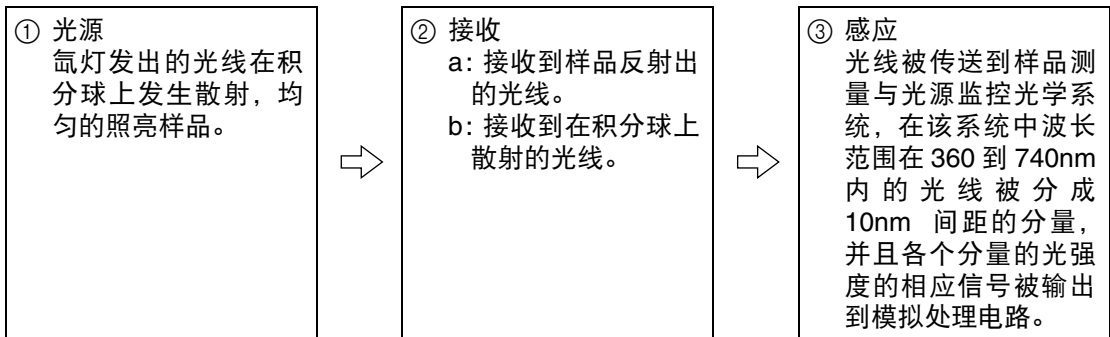 ① 光源
氙灯发出的光线在积
分球上发生散射，均
匀的照亮样品。
② 接收
a: 接收到样品反射出
的光线。
b: 接收到在积分球上
散射的光线。
③ 感应
光线被传送到样品测
量与光源监控光学系
统，在该系统中波长
范围在 360 到 740nm
内的光线被分成
10nm 间距的分量，
并且各个分量的光强
度的相应信号被输出
到模拟处理电路。